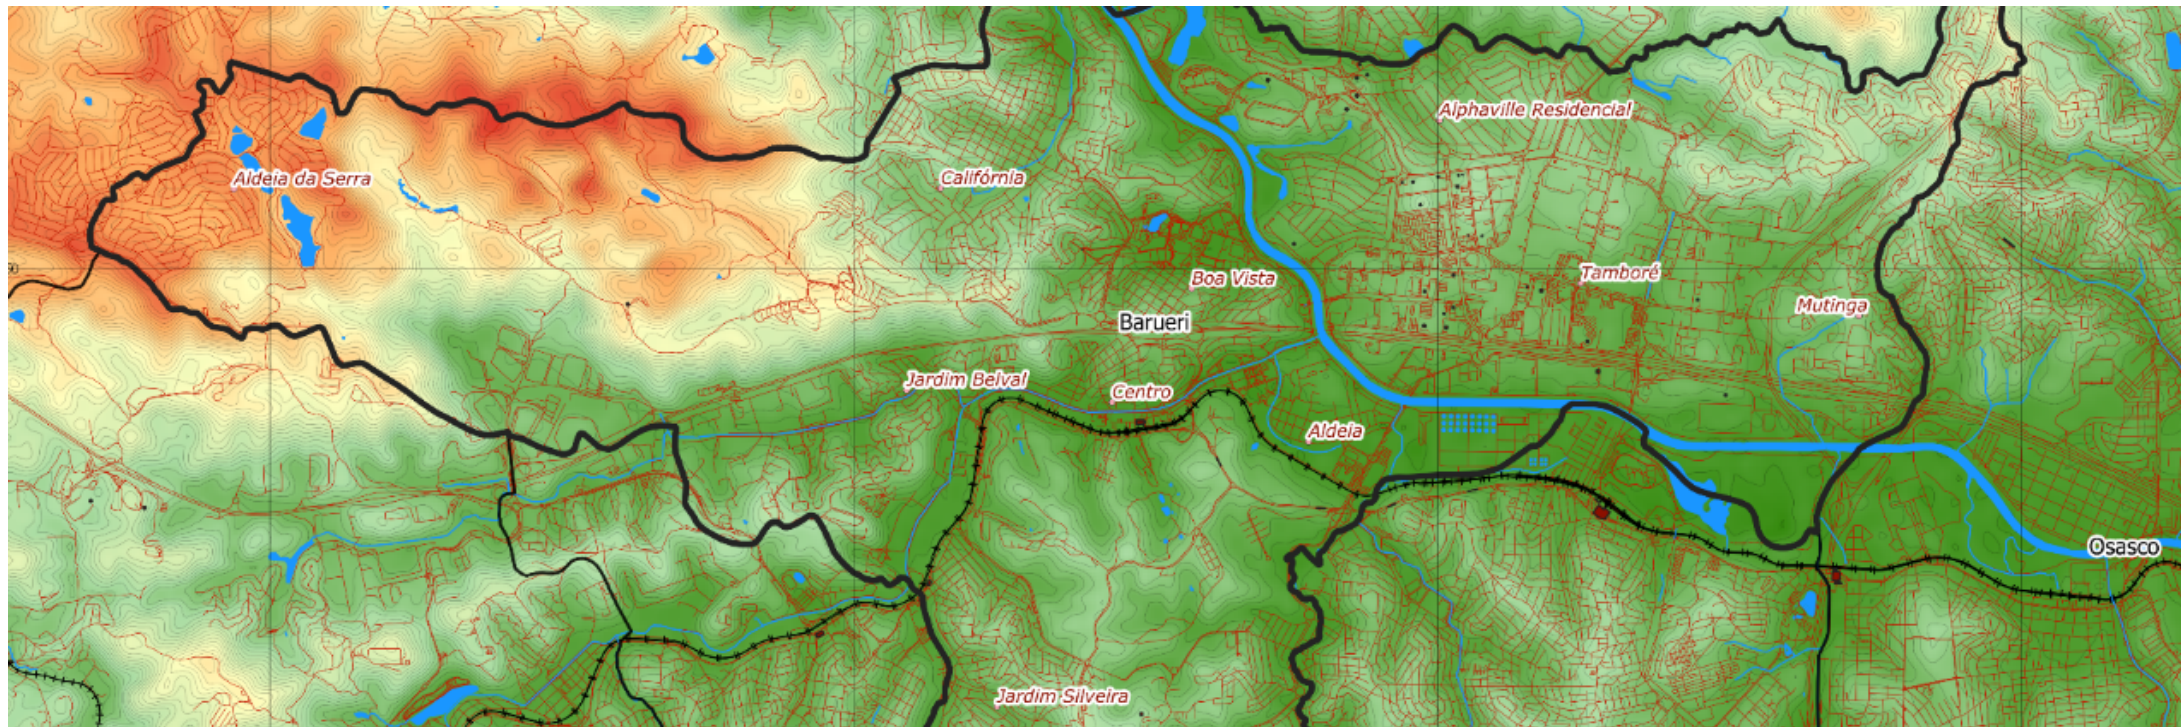 Alphaville Residencial
Aldeia da Serra
Califórnia
Boa Vista
Tamboré
Mutinga
Barueri
Jardim Belval
Centro
Aldeia
Osasco
Jardim Silveira